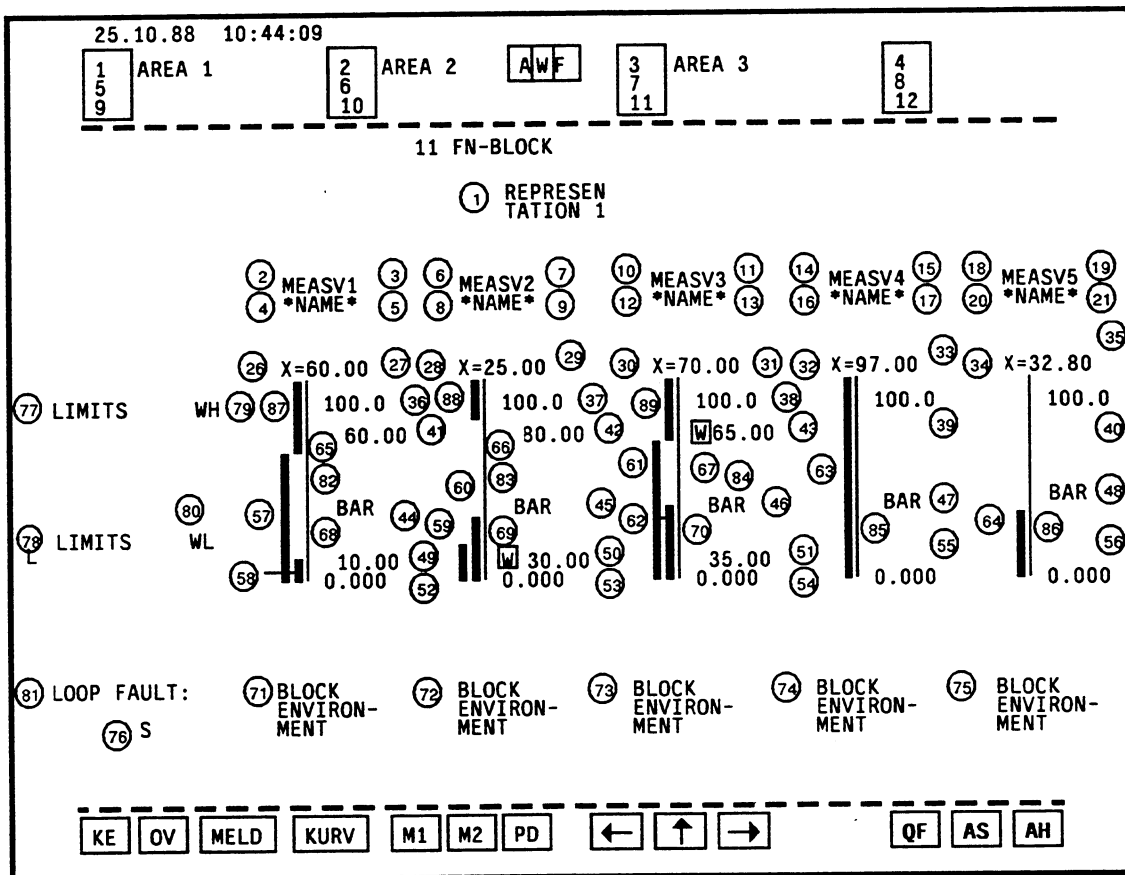 25.10.88 10:44:09
1 AREA 1 2 AREA 2 A W F 3 AREA 3 4
5 6 7 8
9 10 11 12
11 FN-BLOCK
1 REPRESEN
TATION 1
2 MEASV1 3 6 MEASV2 7 10 MEASV3 11 14 MEASV4 15 18 MEASV5 19
4 *NAME* 5 8 *NAME* 9 12 *NAME* 13 16 *NAME* 17 20 *NAME* 21
35
26 X=60.00 27 28 X=25.00 29 30 X=70.00 31 32 X=97.00 33 34 X=32.80
77 LIMITS WH 79 87 100.0 36 88 100.0 37 89 100.0 38 100.0 39 100.0 40
60.00 41 80.00 42 W 65.00 43
65 66 61 67 84 63
82 60 83
80 57 BAR 44 59 BAR 45 62 BAR 46 BAR 47 64 BAR 48
78 LIMITS WL 68 69 70 85 55 86 56
L
10.00 49 W 30.00 50 35.00 51
58 0.000 52 0.000 53 0.000 54 0.000 0.000
81 LOOP FAULT: 71 BLOCK 72 BLOCK 73 BLOCK 74 BLOCK 75 BLOCK
ENVIRON- ENVIRON- ENVIRON- ENVIRON- ENVIRON-
76 S MENT MENT MENT MENT MENT
KE OV MELD KURV M1 M2 PD ← ↑ → QF AS AH